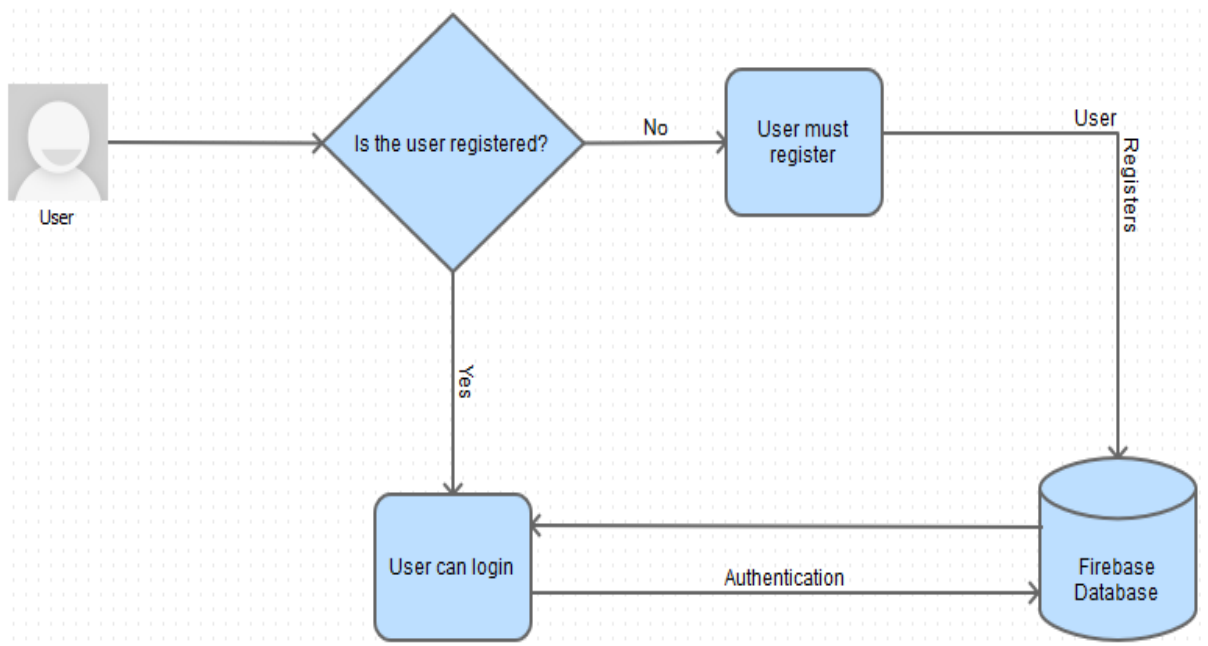 User
Is the user registered?
No
User must
register
User
Registers
Yes
User can login
Authentication
Firebase
Database